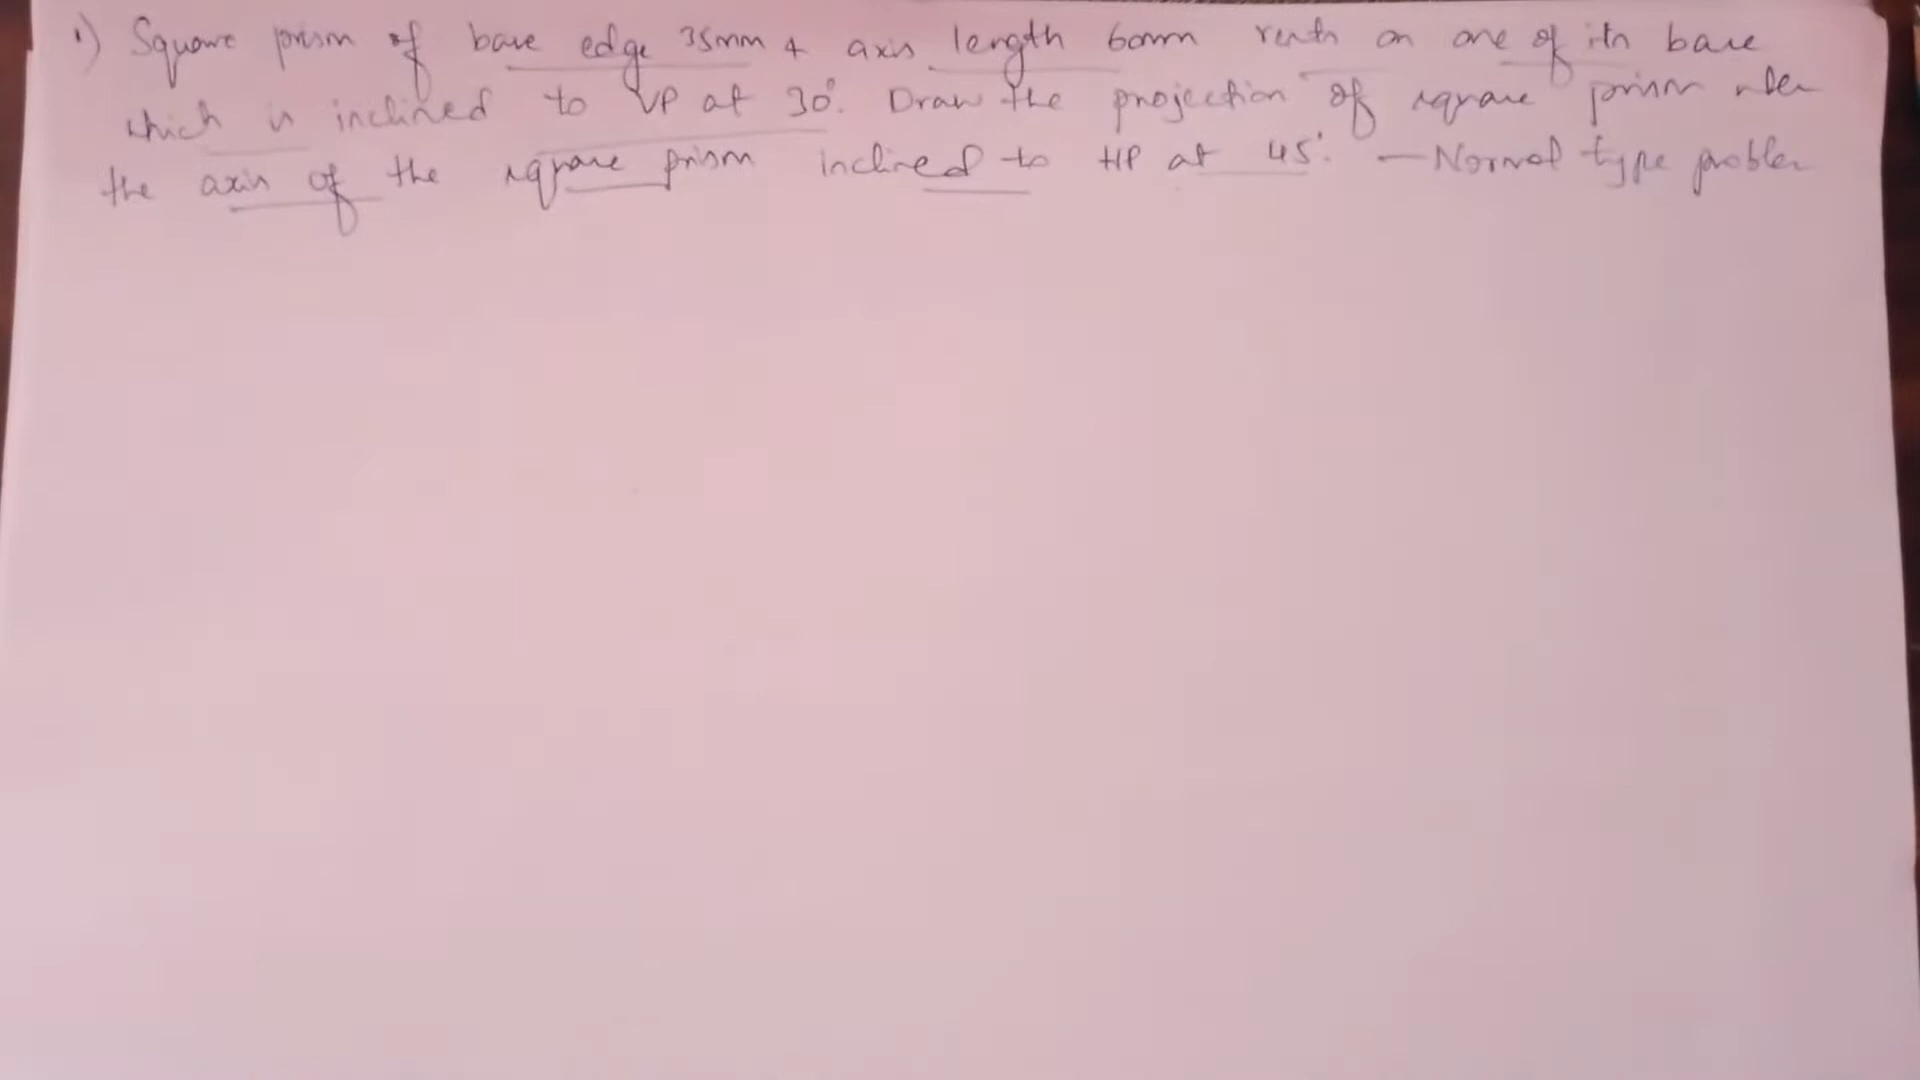 1) Square prism of base edge 35mm & axis length 60mm rests on one of its base
which is inclined to VP at 30°. Draw the projection of square prism when
the axis of the square prism inclined to HP at 45°. — Normal type problem